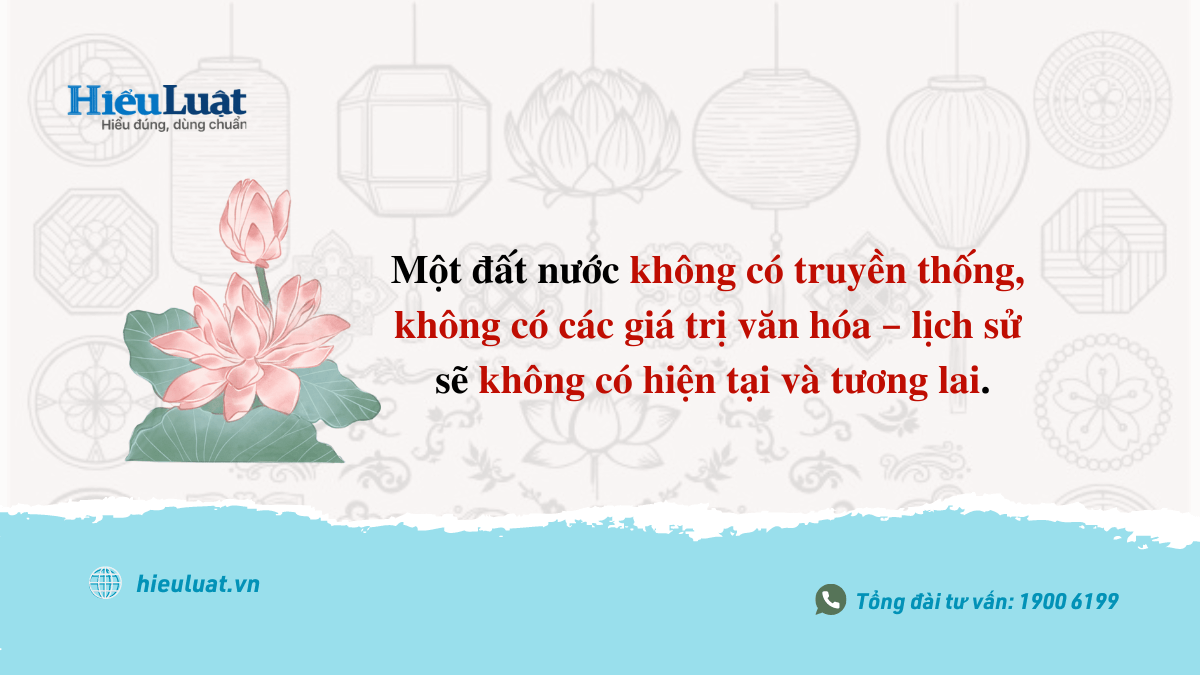 HiểuLuật
Hiểu đúng, dùng chuẩn
Một đất nước không có truyền thống,
không có các giá trị văn hóa – lịch sử
sẽ không có hiện tại và tương lai.
hieuluat.vn
Tổng đài tư vấn: 1900 6199